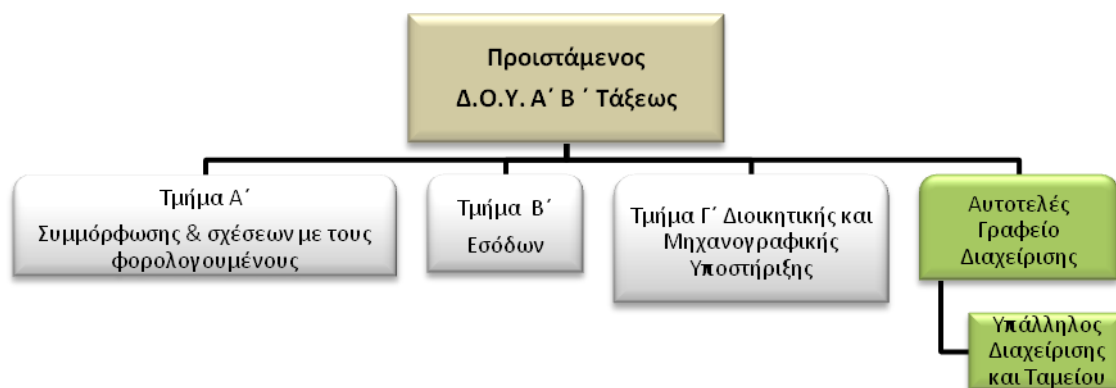 Προιστάμενος
Δ.Ο.Υ. Α΄ Β ΄ Τάξεως
Τμήμα Α΄
Συμμόρφωσης & σχέσεων με τους
φορολογουμένους
Τμήμα Β΄
Εσόδων
Τμήμα Γ΄ Διοικητικής και
Μηχανογραφικής
Υποστήριξης
Αυτοτελές
Γραφείο
Διαχείρισης
Υπάλληλος
Διαχείρισης
και Ταμείου